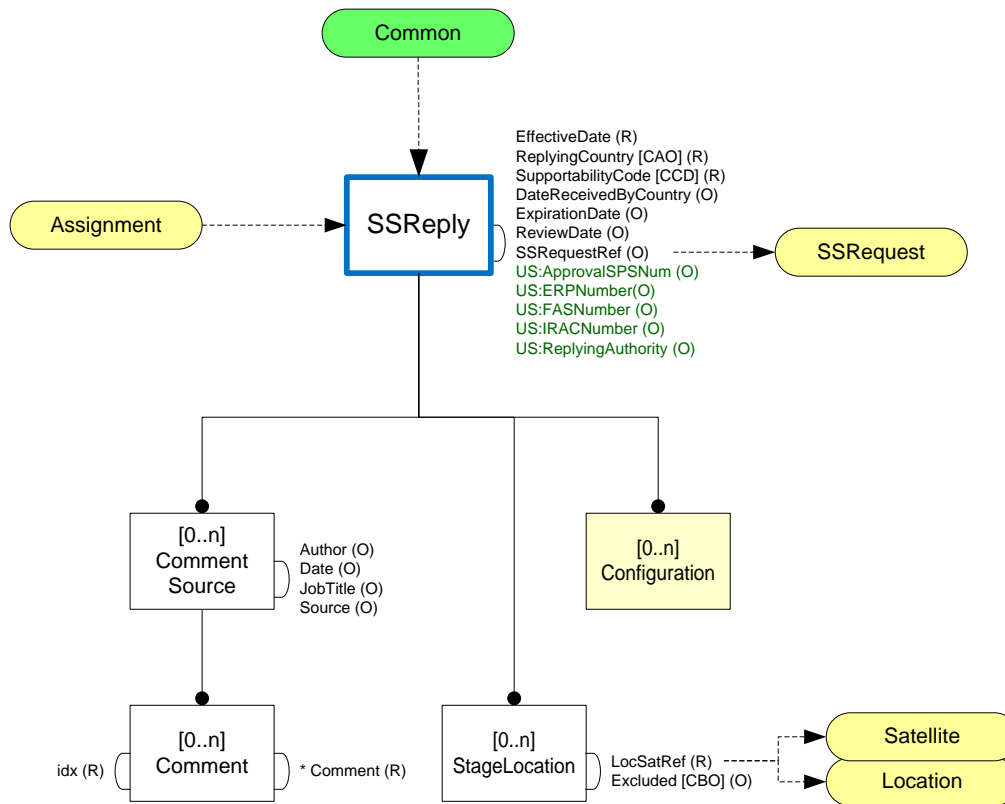 Common
EffectiveDate (R)
ReplyingCountry [CAO] (R)
SupportabilityCode [CCD] (R)
DateReceivedByCountry (O)
ExpirationDate (O)
ReviewDate (O)
SSRequestRef (O)
US:ApprovalSPSNum (O)
US:ERPNumber(O)
US:FASNumber (O)
US:IRACNumber (O)
US:ReplyingAuthority (O)
Assignment
SSReply
SSRequest
[0..n]
Comment
Source
Author (O)
Date (O)
JobTitle (O)
Source (O)
[0..n]
Configuration
idx (R)
[0..n]
Comment
* Comment (R)
[0..n]
StageLocation
LocSatRef (R)
Excluded [CBO] (O)
Satellite
Location